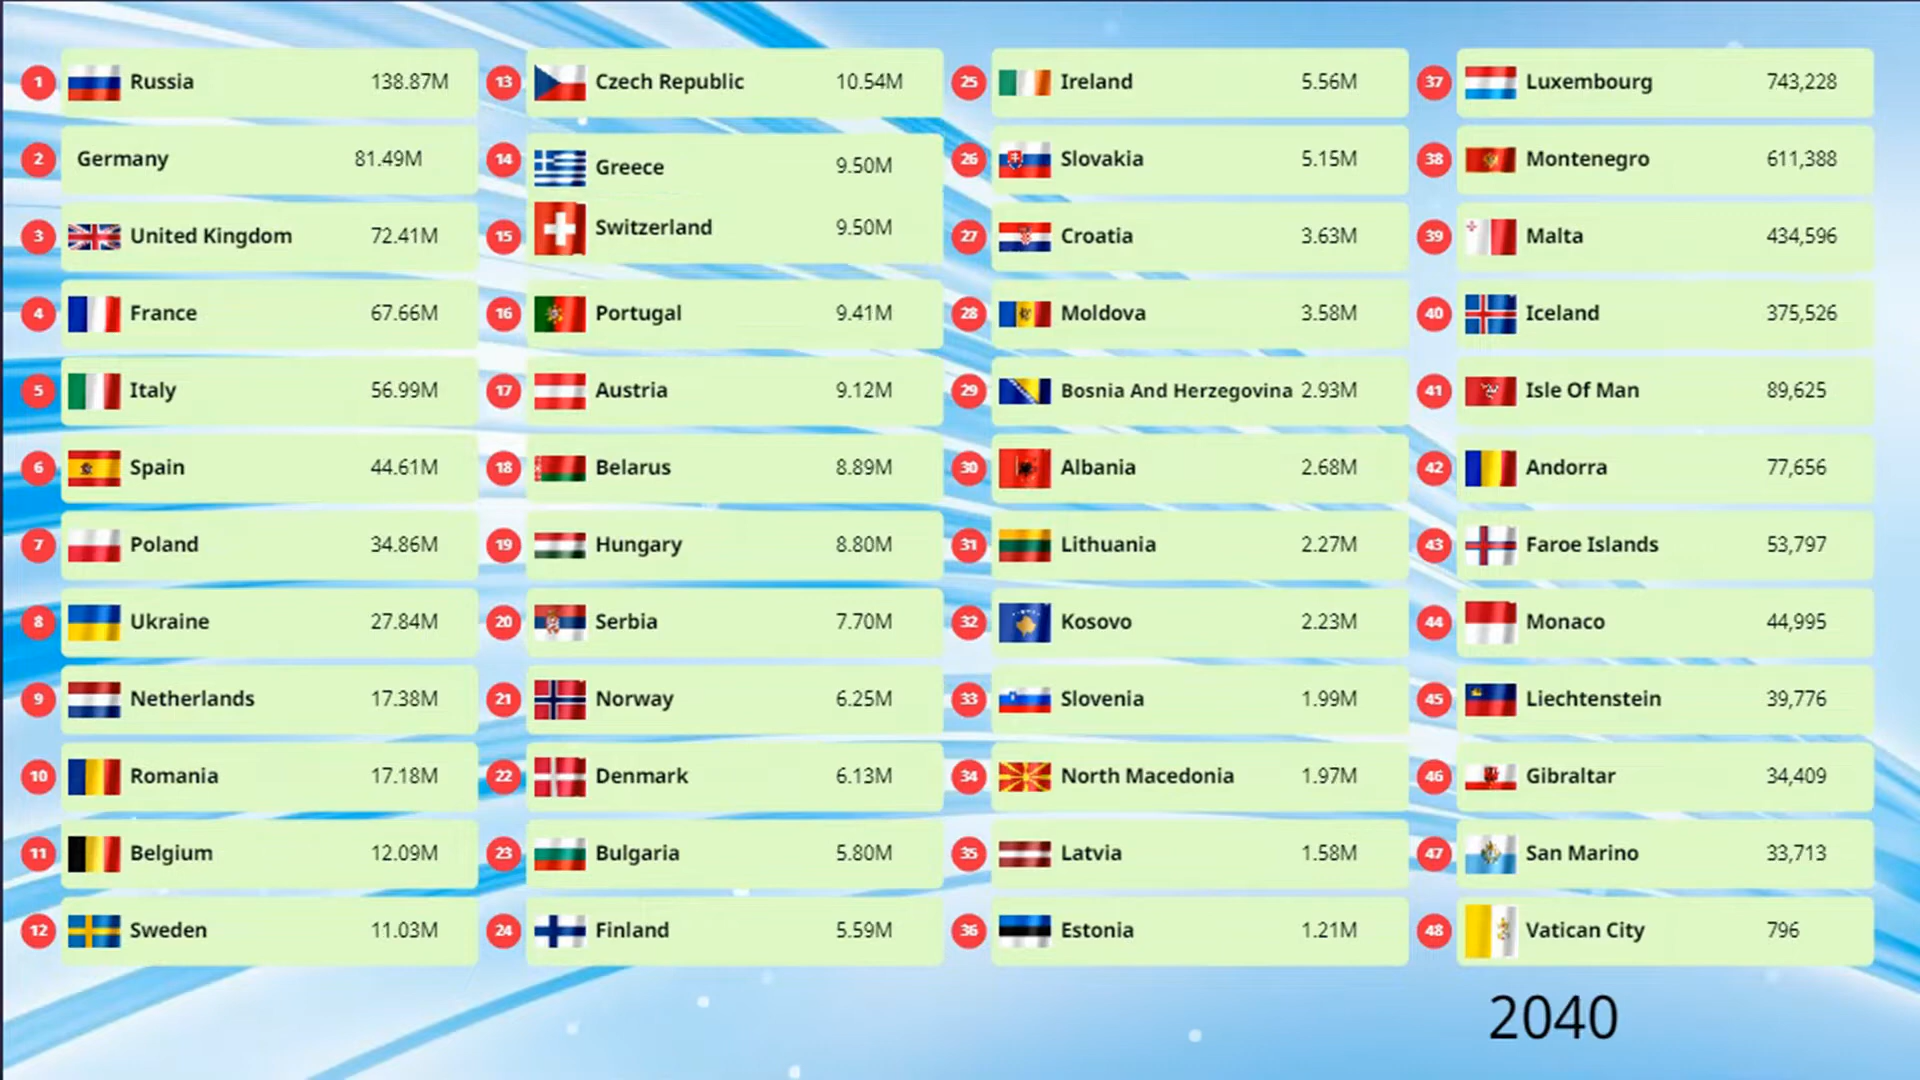 1 Russia 138.87M
2 Germany 81.49M
3 United Kingdom 72.41M
4 France 67.66M
5 Italy 56.99M
6 Spain 44.61M
7 Poland 34.86M
8 Ukraine 27.84M
9 Netherlands 17.38M
10 Romania 17.18M
11 Belgium 12.09M
12 Sweden 11.03M
13 Czech Republic 10.54M
14 Greece 9.50M
15 Switzerland 9.50M
16 Portugal 9.41M
17 Austria 9.12M
18 Belarus 8.89M
19 Hungary 8.80M
20 Serbia 7.70M
21 Norway 6.25M
22 Denmark 6.13M
23 Bulgaria 5.80M
24 Finland 5.59M
25 Ireland 5.56M
26 Slovakia 5.15M
27 Croatia 3.63M
28 Moldova 3.58M
29 Bosnia And Herzegovina 2.93M
30 Albania 2.68M
31 Lithuania 2.27M
32 Kosovo 2.23M
33 Slovenia 1.99M
34 North Macedonia 1.97M
35 Latvia 1.58M
36 Estonia 1.21M
37 Luxembourg 743,228
38 Montenegro 611,388
39 Malta 434,596
40 Iceland 375,526
41 Isle Of Man 89,625
42 Andorra 77,656
43 Faroe Islands 53,797
44 Monaco 44,995
45 Liechtenstein 39,776
46 Gibraltar 34,409
47 San Marino 33,713
48 Vatican City 796
2040